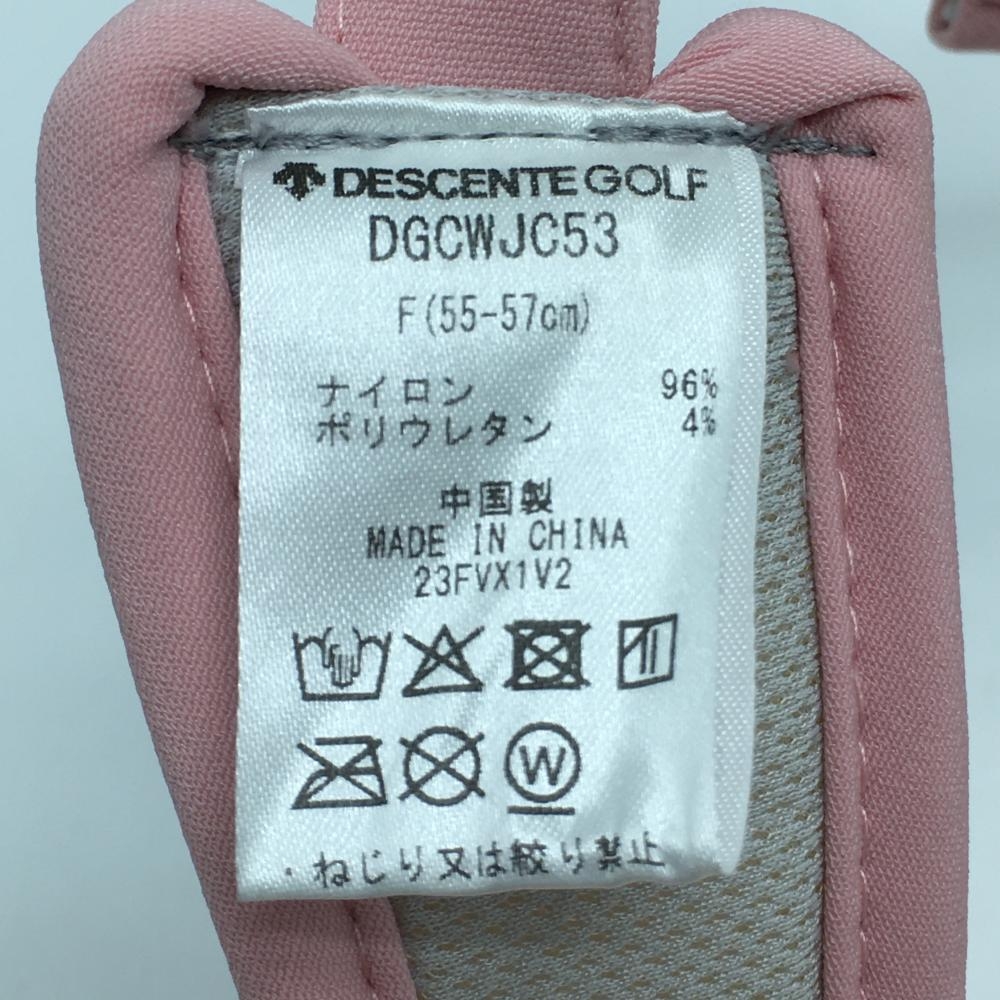 DESCENTE GOLF
DGCWJC53
F(55-57cm)
ナイロン 96%
ポリウレタン 4%
中国製
MADE IN CHINA
23FVX1V2
W
・ねじり又は絞り禁止